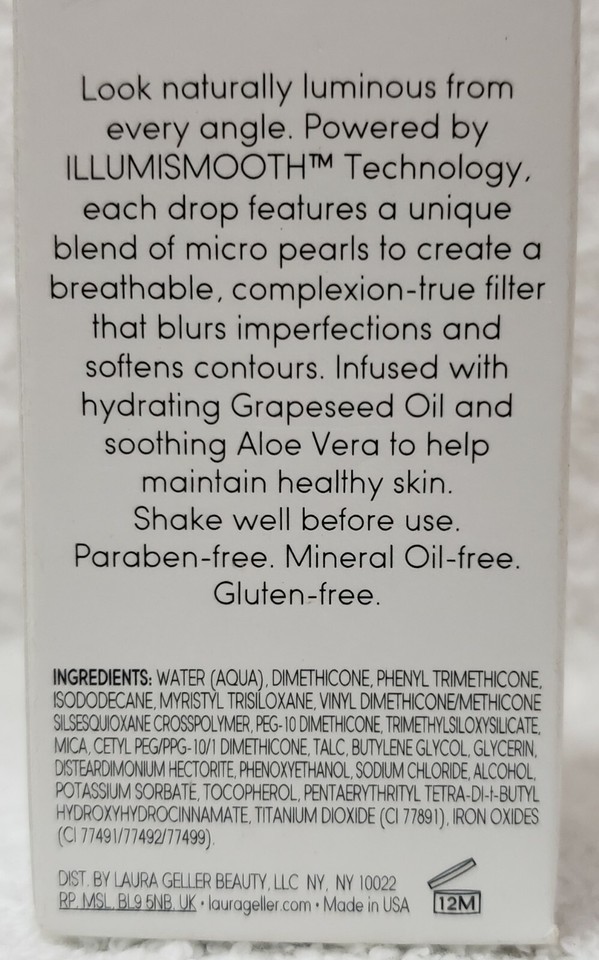 Look naturally luminous from
every angle. Powered by
ILLUMISMOOTH™ Technology,
each drop features a unique
blend of micro pearls to create a
breathable, complexion-true filter
that blurs imperfections and
softens contours. Infused with
hydrating Grapeseed Oil and
soothing Aloe Vera to help
maintain healthy skin.
Shake well before use.
Paraben-free. Mineral Oil-free.
Gluten-free.
INGREDIENTS: WATER (AQUA), DIMETHICONE, PHENYL TRIMETHICONE,
ISODODECANE, MYRISTYL TRISILOXANE, VINYL DIMETHICONE/METHICONE
SILSESQUIOXANE CROSSPOLYMER, PEG-10 DIMETHICONE, TRIMETHYLSILOXYSILICATE,
MICA, CETYL PEG/PPG-10/1 DIMETHICONE, TALC, BUTYLENE GLYCOL, GLYCERIN,
DISTEARDIMONIUM HECTORITE, PHENOXYETHANOL, SODIUM CHLORIDE, ALCOHOL,
POTASSIUM SORBATE, TOCOPHEROL, PENTAERYTHRITYL TETRA-DI-t-BUTYL
HYDROXYHYDROCINNAMATE, TITANIUM DIOXIDE (CI 77891), IRON OXIDES
(CI 77491/77492/77499).
DIST. BY LAURA GELLER BEAUTY, LLC NY, NY 10022
RP. MSL. BL9 5NB. UK • laurageller.com • Made in USA
12M